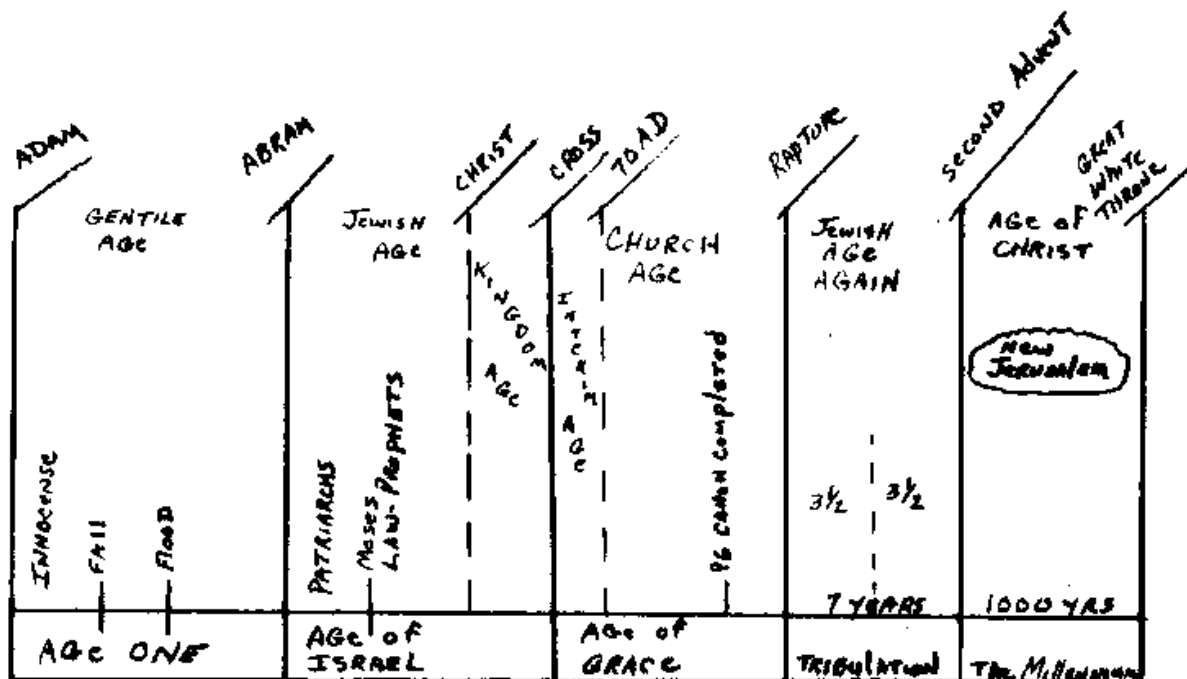 ADAM
ABRAM
CHRIST
CROSS
70 A.D
RAPTURE
SECOND ADVENT
GREAT
WHITE
THRONE
GENTILE
AGE
JEWISH
AGE
KINGDOM
AGE
INTERIM
AGE
CHURCH
AGE
JEWISH
AGE
AGAIN
AGE of
CHRIST
NEW
JERUSALEM
INNOCENSE
FALL
FLOOD
PATRIARCHS
MOSES
LAW-PROPHETS
96 CANON COMPLETED
3½
3½
7 YEARS
1000 YRS
AGE ONE
AGE of
ISRAEL
AGE of
GRACE
TRIBULATION
THE MILLENNIUM